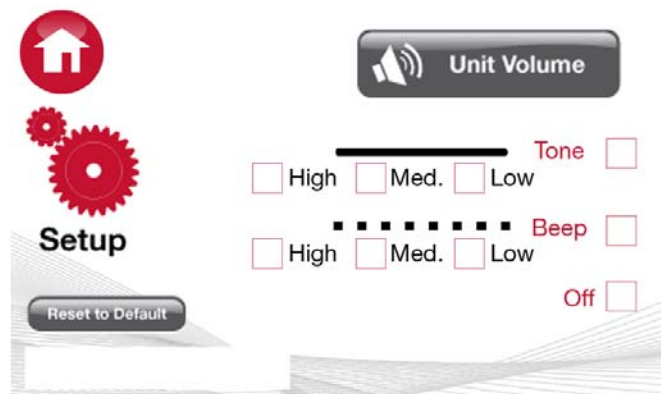 Unit Volume
Tone
High Med. Low
Setup
Beep
High Med. Low
Off
Reset to Default